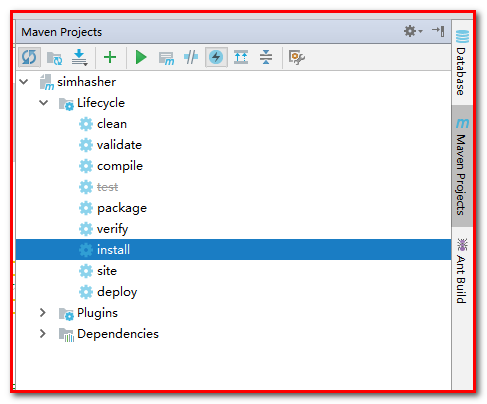 Maven Projects
simhasher
Lifecycle
clean
validate
compile
test
package
verify
install
site
deploy
Plugins
Dependencies
Database
Maven Projects
Ant Build